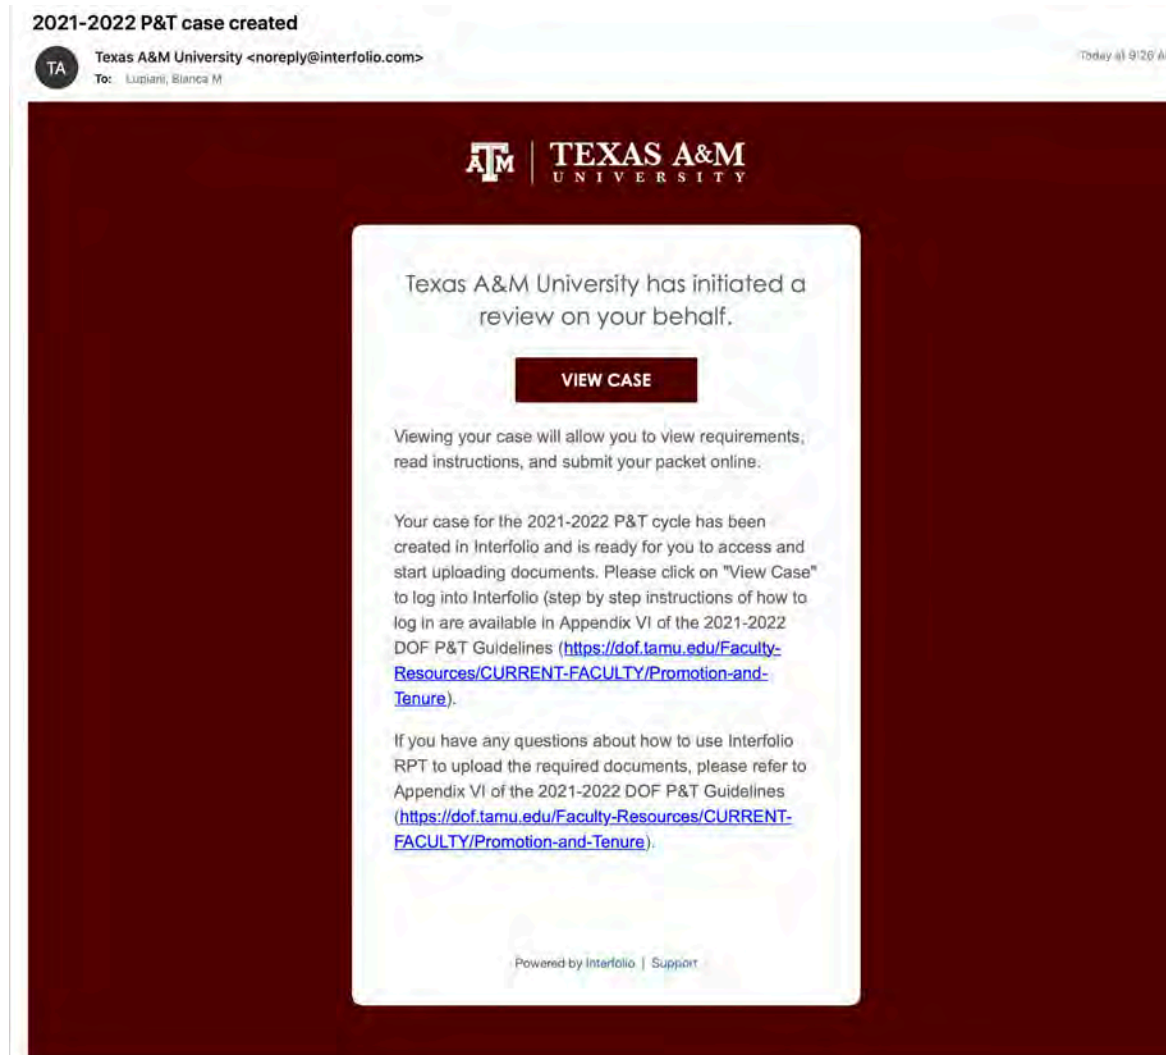 2021-2022 P&T case created
TA
Texas A&M University <noreply@interfolio.com>
Today at 9:26 A
To: Lupiani, Blanca M
ĀM | TEXAS A&M
UNIVERSITY
Texas A&M University has initiated a
review on your behalf.
VIEW CASE
Viewing your case will allow you to view requirements,
read instructions, and submit your packet online.
Your case for the 2021-2022 P&T cycle has been
created in Interfolio and is ready for you to access and
start uploading documents. Please click on "View Case"
to log into Interfolio (step by step instructions of how to
log in are available in Appendix VI of the 2021-2022
DOF P&T Guidelines (https://dof.tamu.edu/Faculty-
Resources/CURRENT-FACULTY/Promotion-and-
Tenure).
If you have any questions about how to use Interfolio
RPT to upload the required documents, please refer to
Appendix VI of the 2021-2022 DOF P&T Guidelines
(https://dof.tamu.edu/Faculty-Resources/CURRENT-
FACULTY/Promotion-and-Tenure).
Powered by Interfolio | Support